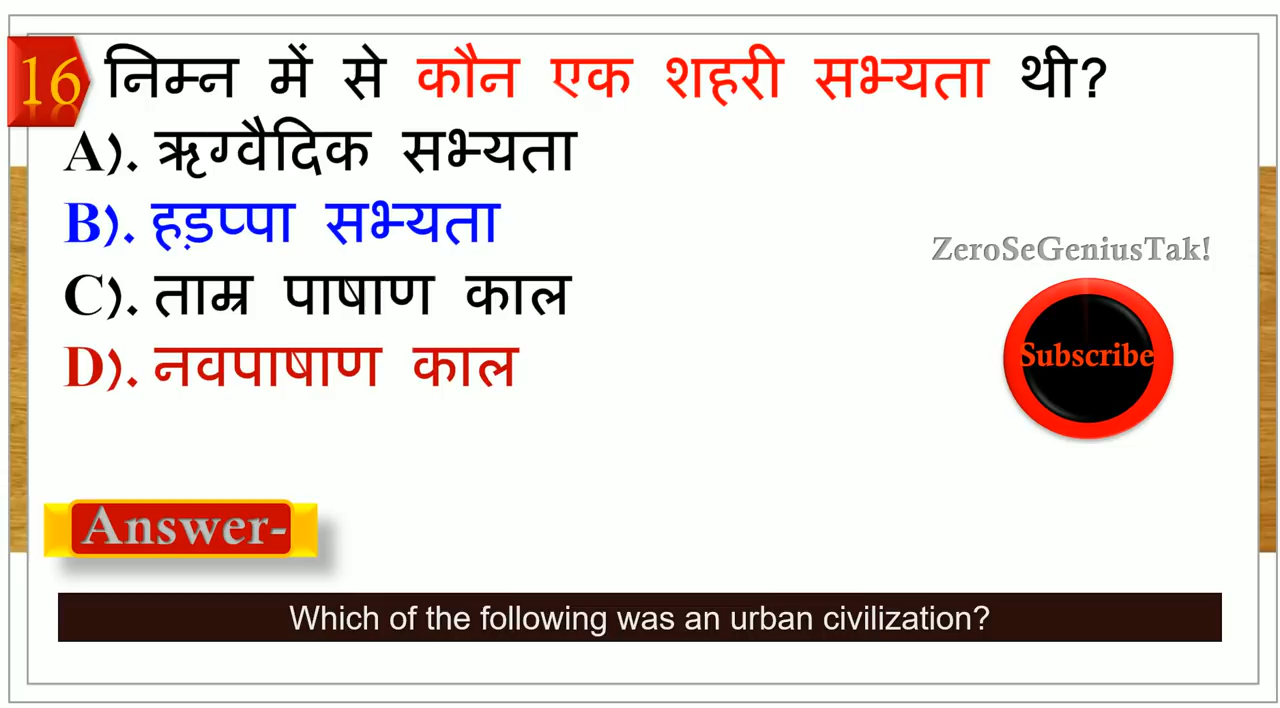 16 निम्न में से कौन एक शहरी सभ्यता थी?
A). ऋग्वैदिक सभ्यता
B). हड़प्पा सभ्यता
C). ताम्र पाषाण काल
D). नवपाषाण काल
ZeroSeGeniusTak!
Subscribe
Answer-
Which of the following was an urban civilization?